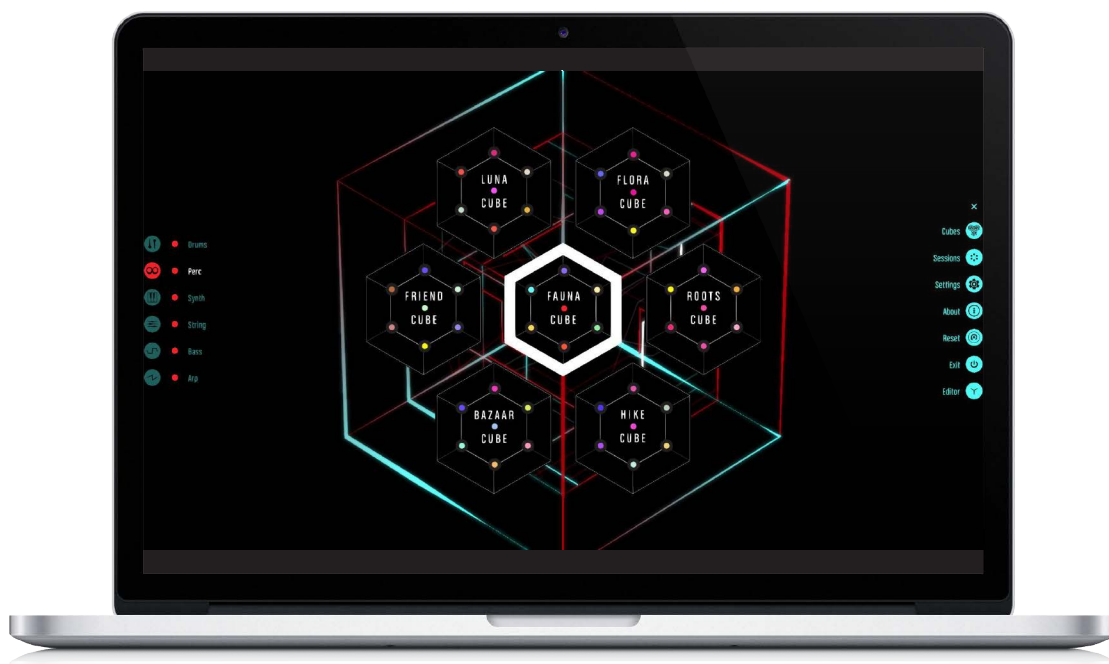 LUNA
CUBE
FLORA
CUBE
FRIEND
CUBE
FAUNA
CUBE
ROOTS
CUBE
BAZAAR
CUBE
HIKE
CUBE
Drums
Perc
Synth
String
Bass
Arp
Cubes
Sessions
Settings
About
Reset
Exit
Editor